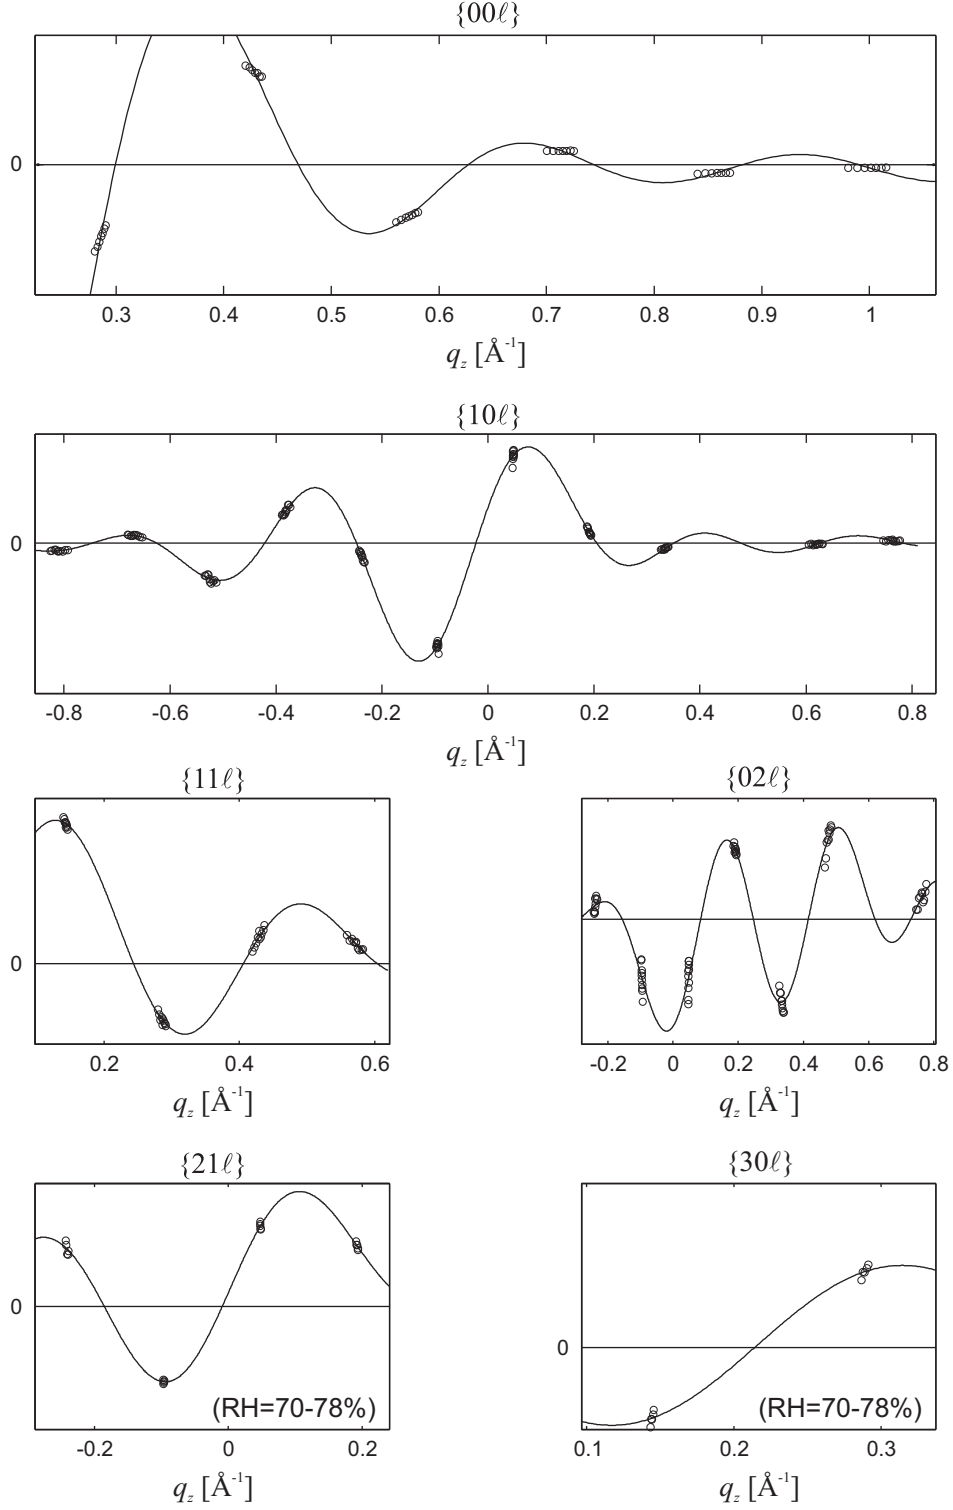 {00ℓ}
0
0.3 0.4 0.5 0.6 0.7 0.8 0.9 1
q_z [Å⁻¹]
{10ℓ}
0
-0.8 -0.6 -0.4 -0.2 0 0.2 0.4 0.6 0.8
q_z [Å⁻¹]
{11ℓ}
0
0.2 0.4 0.6
q_z [Å⁻¹]
{02ℓ}
-0.2 0 0.2 0.4 0.6 0.8
q_z [Å⁻¹]
{21ℓ}
0
(RH=70-78%)
-0.2 0 0.2
q_z [Å⁻¹]
{30ℓ}
0
(RH=70-78%)
0.1 0.2 0.3
q_z [Å⁻¹]